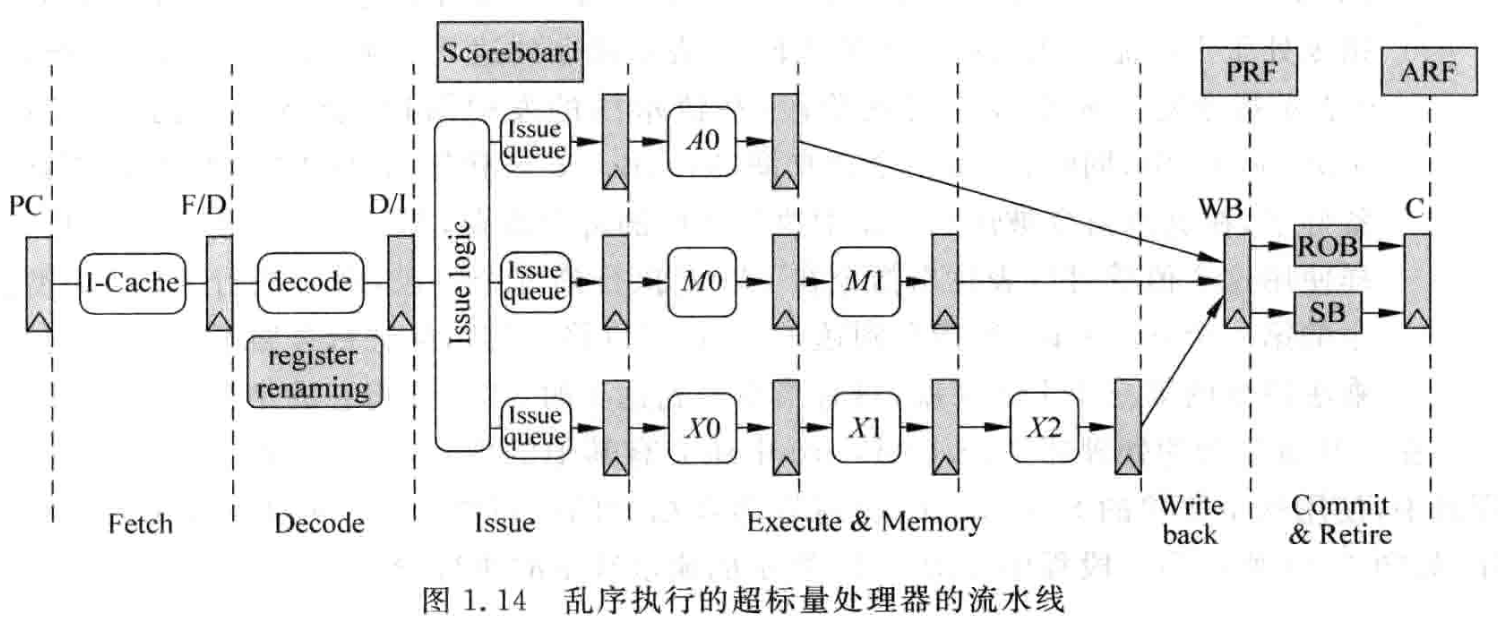 Scoreboard
PRF
ARF
Issue
queue
A0
PC
F/D
D/I
WB
C
I-Cache
decode
Issue logic
Issue
queue
M0
M1
ROB
SB
register
renaming
Issue
queue
X0
X1
X2
Fetch
Decode
Issue
Execute & Memory
Write
back
Commit
& Retire
图 1.14 乱序执行的超标量处理器的流水线